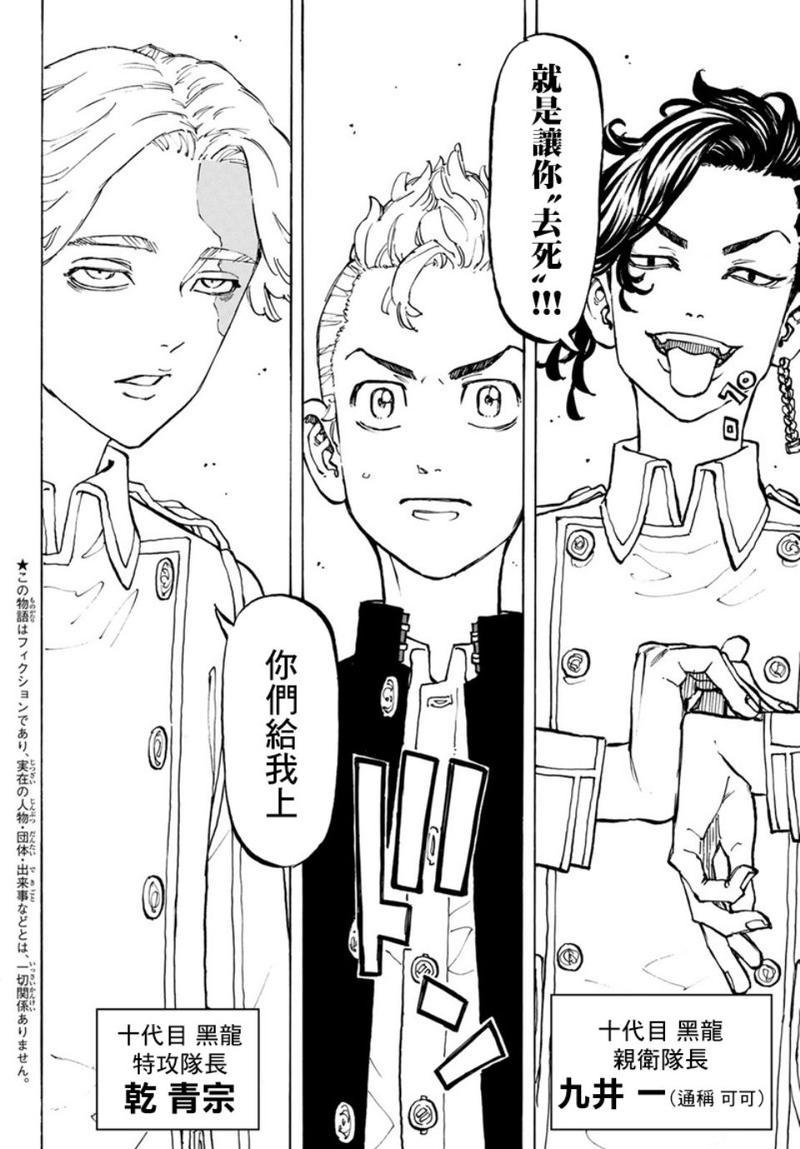 就是讓你〝去死〞!!!
十代目 黑龍
親衛隊長
九井 一（通稱 可可）
你們給我上
十代目 黑龍
特攻隊長
乾 青宗
★この物語はフィクションであり、実在の人物・団体・出来事などとは、一切関係ありません。